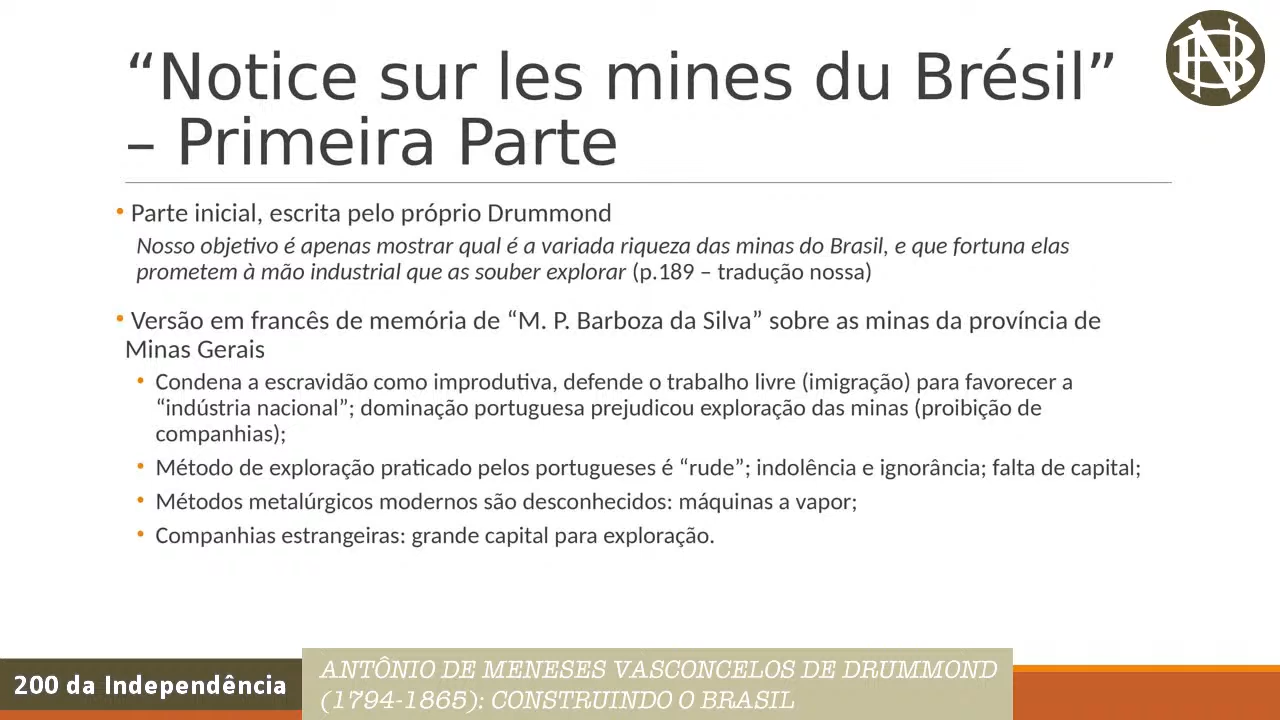 “Notice sur les mines du Brésil”
– Primeira Parte
• Parte inicial, escrita pelo próprio Drummond
Nosso objetivo é apenas mostrar qual é a variada riqueza das minas do Brasil, e que fortuna elas
prometem à mão industrial que as souber explorar (p.189 – tradução nossa)
• Versão em francês de memória de “M. P. Barboza da Silva” sobre as minas da província de
Minas Gerais
• Condena a escravidão como improdutiva, defende o trabalho livre (imigração) para favorecer a
“indústria nacional”; dominação portuguesa prejudicou exploração das minas (proibição de
companhias);
• Método de exploração praticado pelos portugueses é “rude”; indolência e ignorância; falta de capital;
• Métodos metalúrgicos modernos são desconhecidos: máquinas a vapor;
• Companhias estrangeiras: grande capital para exploração.
200 da Independência
ANTÔNIO DE MENESES VASCONCELOS DE DRUMMOND
(1794-1865): CONSTRUINDO O BRASIL